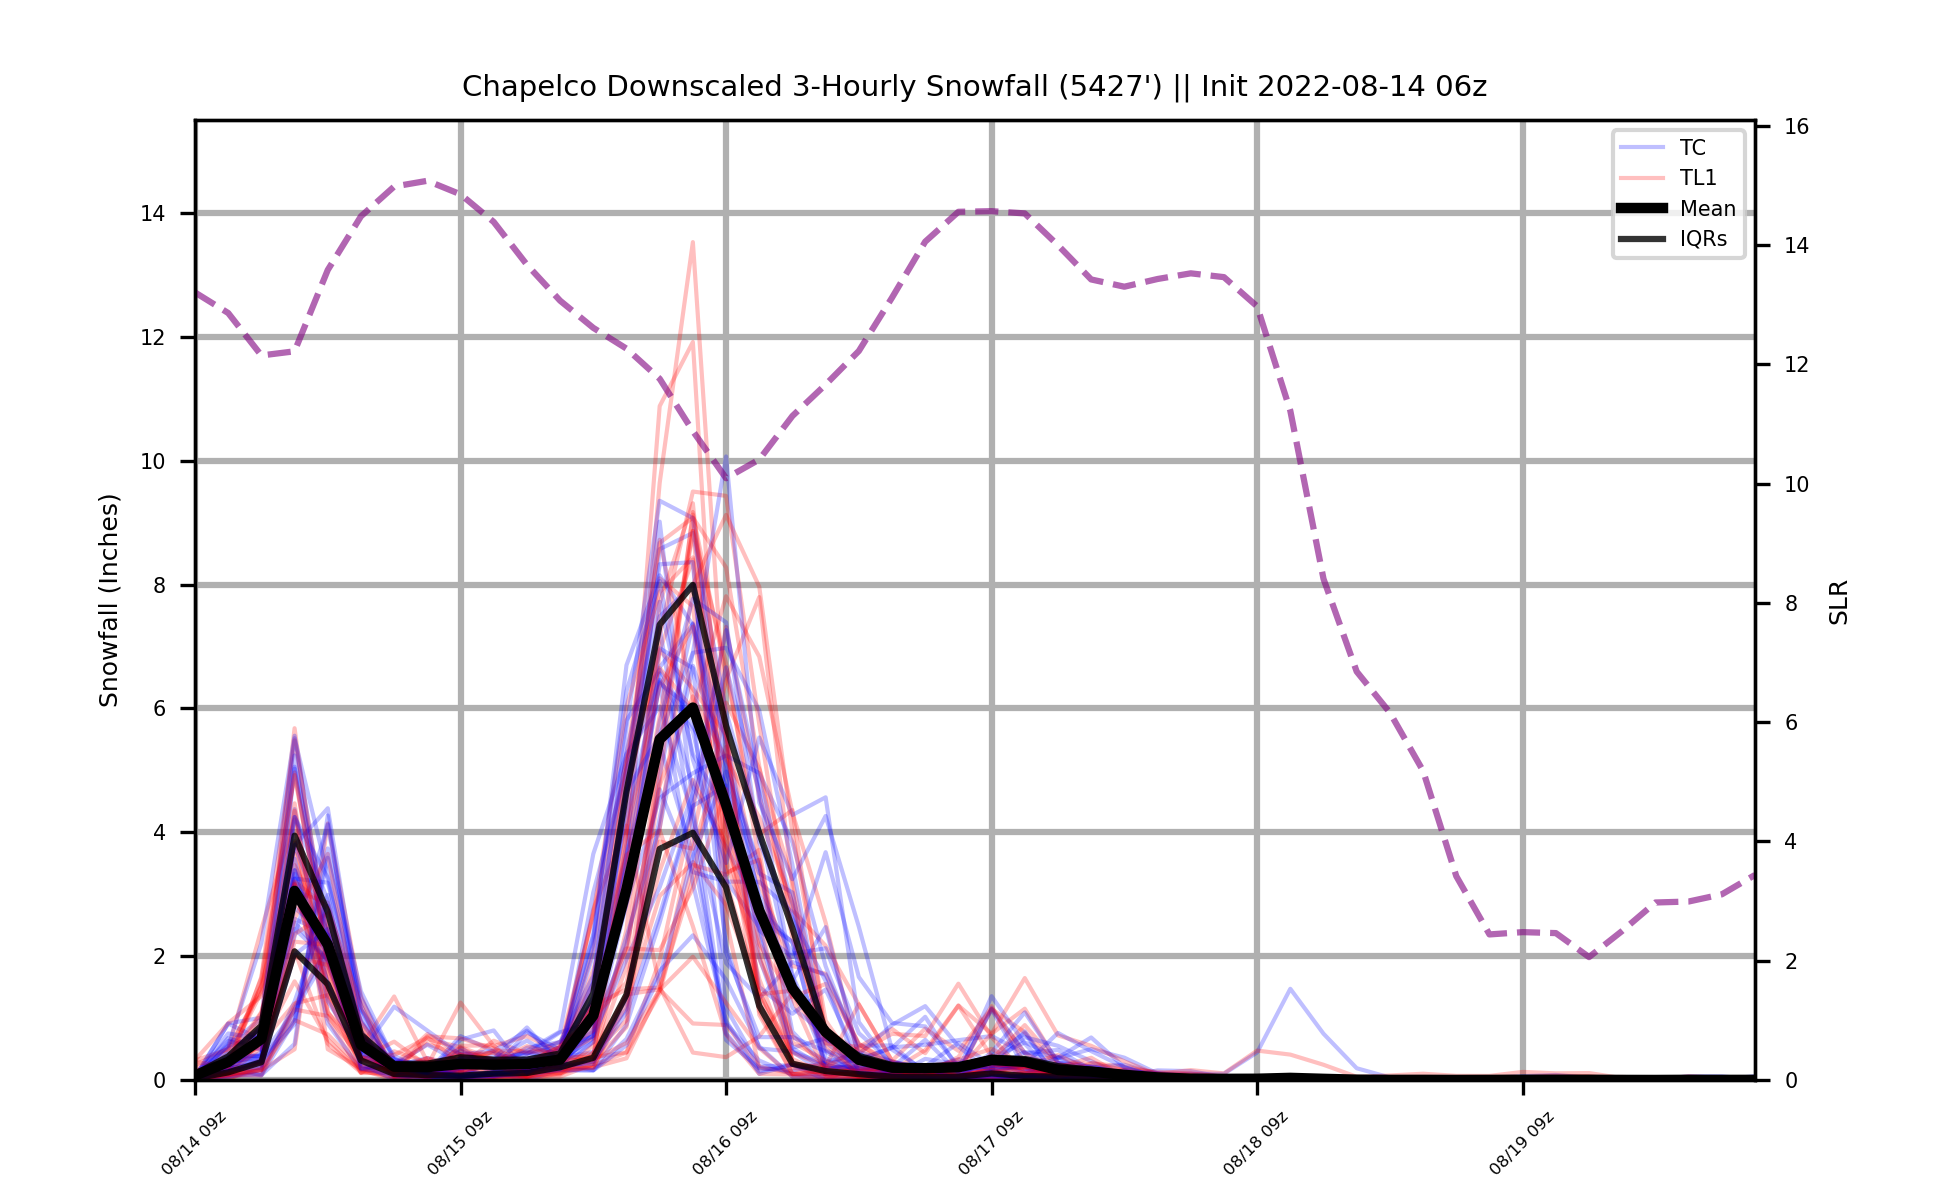 Chapelco Downscaled 3-Hourly Snowfall (5427') || Init 2022-08-14 06z
TC
TL1
Mean
IQRs
Snowfall (Inches)
14
12
10
8
6
4
2
0
16
14
12
10
8
6
4
2
0
SLR
08/14 09z
08/15 09z
08/16 09z
08/17 09z
08/18 09z
08/19 09z